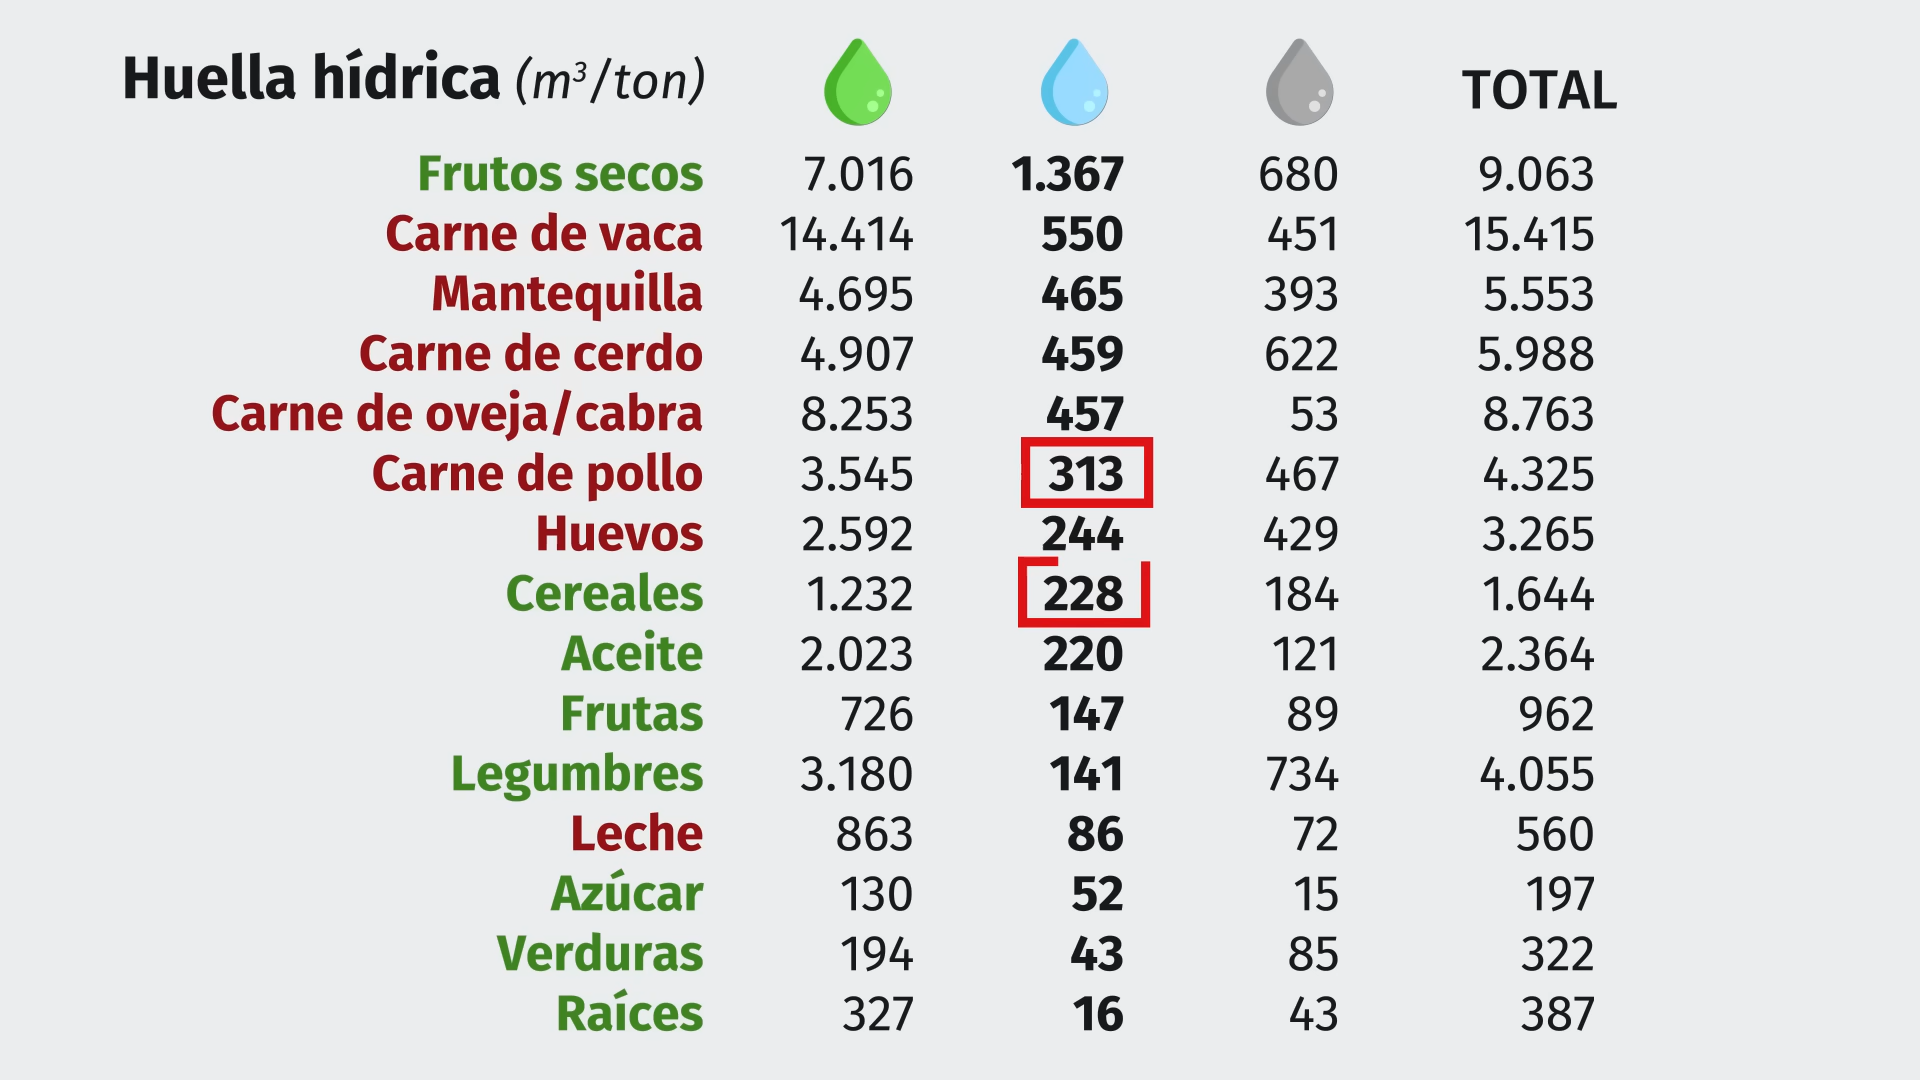 Huella hídrica (m³/ton) TOTAL
Frutos secos 7.016 1.367 680 9.063
Carne de vaca 14.414 550 451 15.415
Mantequilla 4.695 465 393 5.553
Carne de cerdo 4.907 459 622 5.988
Carne de oveja/cabra 8.253 457 53 8.763
Carne de pollo 3.545 313 467 4.325
Huevos 2.592 244 429 3.265
Cereales 1.232 228 184 1.644
Aceite 2.023 220 121 2.364
Frutas 726 147 89 962
Legumbres 3.180 141 734 4.055
Leche 863 86 72 560
Azúcar 130 52 15 197
Verduras 194 43 85 322
Raíces 327 16 43 387